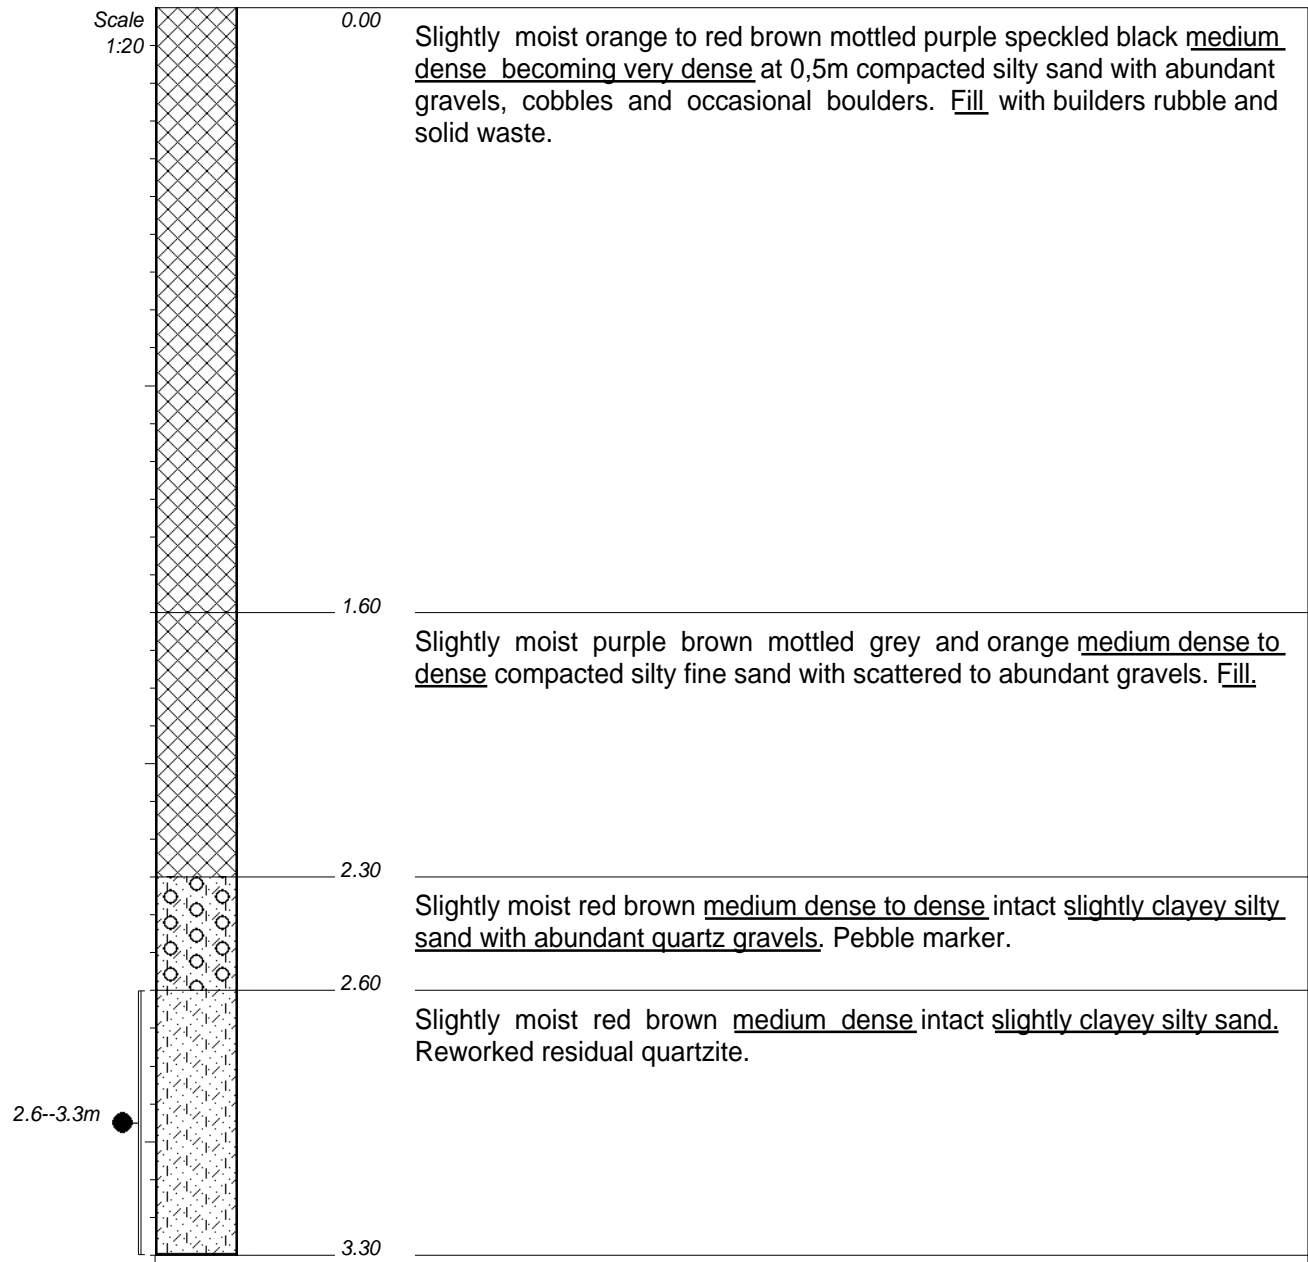 Scale
1:20
0.00
Slightly moist orange to red brown mottled purple speckled black medium
dense becoming very dense at 0,5m compacted silty sand with abundant
gravels, cobbles and occasional boulders. Fill with builders rubble and
solid waste.
1.60
Slightly moist purple brown mottled grey and orange medium dense to
dense compacted silty fine sand with scattered to abundant gravels. Fill.
2.30
Slightly moist red brown medium dense to dense intact slightly clayey silty
sand with abundant quartz gravels. Pebble marker.
2.60
Slightly moist red brown medium dense intact slightly clayey silty sand.
Reworked residual quartzite.
2.6--3.3m
3.30